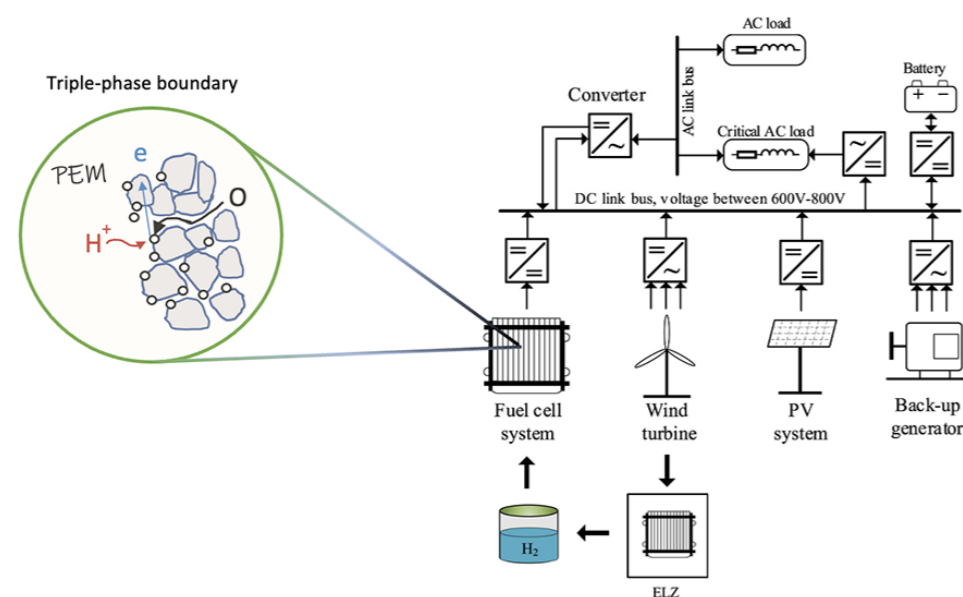 Triple-phase boundary
PEM
e
O
H+
AC load
Battery
+ −
Converter
AC link bus
Critical AC load
DC link bus, voltage between 600V-800V
Fuel cell
system
Wind
turbine
PV
system
Back-up
generator
H₂
ELZ